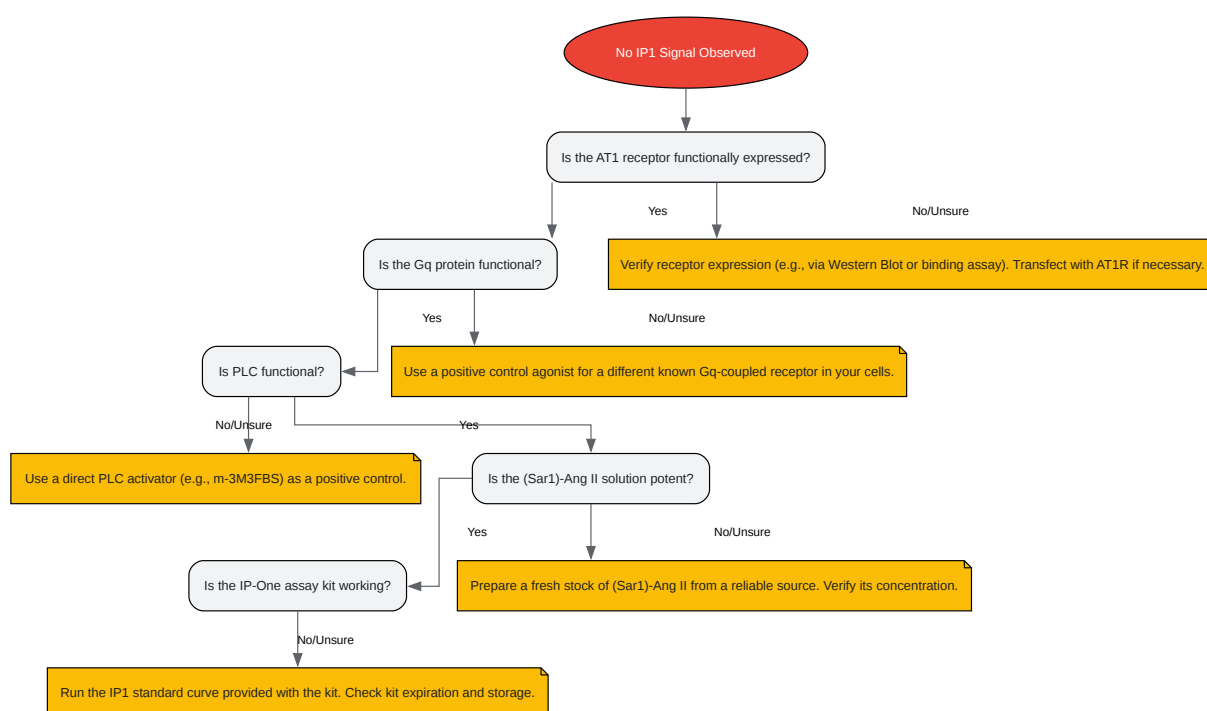 No IP1 Signal Observed
Is the AT1 receptor functionally expressed?
Yes
No/Unsure
Is the Gq protein functional?
Verify receptor expression (e.g., via Western Blot or binding assay). Transfect with AT1R if necessary.
Yes
No/Unsure
Is PLC functional?
Use a positive control agonist for a different known Gq-coupled receptor in your cells.
No/Unsure
Yes
Use a direct PLC activator (e.g., m-3M3FBS) as a positive control.
Is the (Sar1)-Ang II solution potent?
Yes
No/Unsure
Is the IP-One assay kit working?
Prepare a fresh stock of (Sar1)-Ang II from a reliable source. Verify its concentration.
No/Unsure
Run the IP1 standard curve provided with the kit. Check kit expiration and storage.